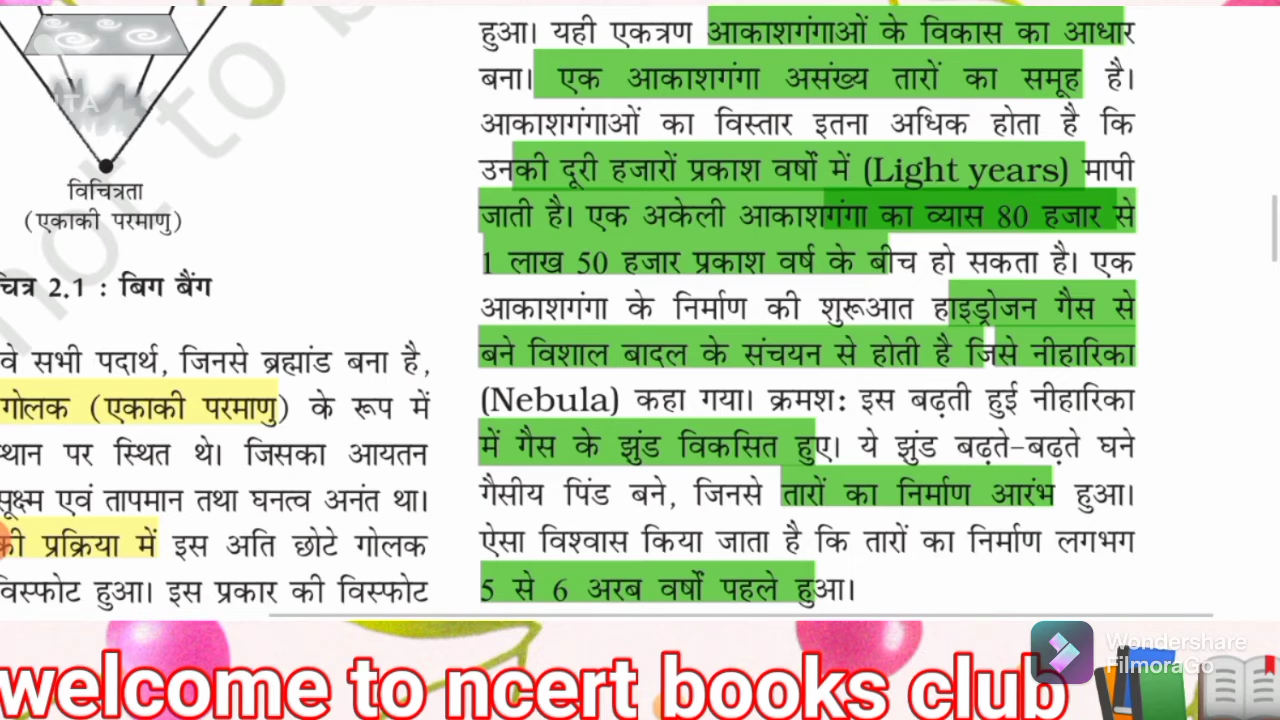 विचित्रता
(एकाकी परमाणु)
चित्र 2.1 : बिग बैंग
वे सभी पदार्थ, जिनसे ब्रह्मांड बना है,
गोलक (एकाकी परमाणु) के रूप में
स्थान पर स्थित थे। जिसका आयतन
सूक्ष्म एवं तापमान तथा घनत्व अनंत था।
की प्रक्रिया में इस अति छोटे गोलक
विस्फोट हुआ। इस प्रकार की विस्फोट
हुआ। यही एकत्रण आकाशगंगाओं के विकास का आधार
बना। एक आकाशगंगा असंख्य तारों का समूह है।
आकाशगंगाओं का विस्तार इतना अधिक होता है कि
उनकी दूरी हजारों प्रकाश वर्षों में (Light years) मापी
जाती है। एक अकेली आकाशगंगा का व्यास 80 हजार से
1 लाख 50 हजार प्रकाश वर्ष के बीच हो सकता है। एक
आकाशगंगा के निर्माण की शुरूआत हाइड्रोजन गैस से
बने विशाल बादल के संचयन से होती है जिसे नीहारिका
(Nebula) कहा गया। क्रमश: इस बढ़ती हुई नीहारिका
में गैस के झुंड विकसित हुए। ये झुंड बढ़ते-बढ़ते घने
गैसीय पिंड बने, जिनसे तारों का निर्माण आरंभ हुआ।
ऐसा विश्वास किया जाता है कि तारों का निर्माण लगभग
5 से 6 अरब वर्षों पहले हुआ।
welcome to ncert books club
Wondershare
FilmoraGo